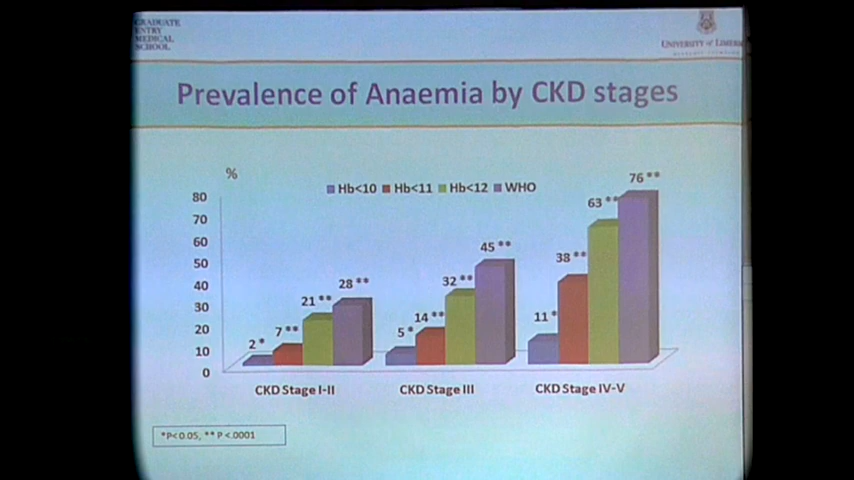 GRADUATE
ENTRY
MEDICAL
SCHOOL
UNIVERSITY of
Prevalence of Anaemia by CKD stages
%
Hb<10 Hb<11 Hb<12 WHO
80
70
60
50
40
30
20
10
0
2 * 7 ** 21 ** 28 **
5 * 14 ** 32 ** 45 **
11 * 38 ** 63 ** 76 **
CKD Stage I-II CKD Stage III CKD Stage IV-V
*P<0.05, ** P <.0001